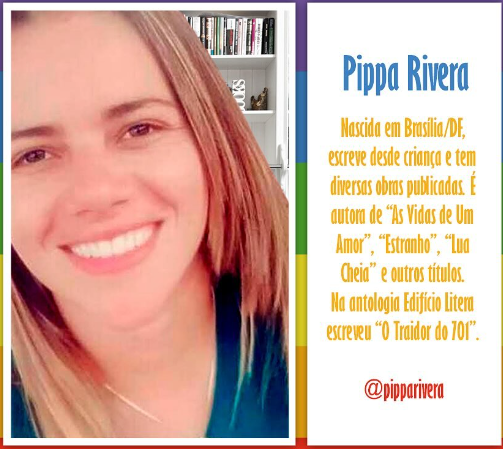 BOOKS
Pippa Rivera
Nascida em Brasília/DF,
escreve desde criança e tem
diversas obras publicadas. É
autora de “As Vidas de Um
Amor”, “Estranho”, “Lua
Cheia” e outros títulos.
Na antologia Edifício Litera
escreveu “O Traidor do 701”.
@pipparivera